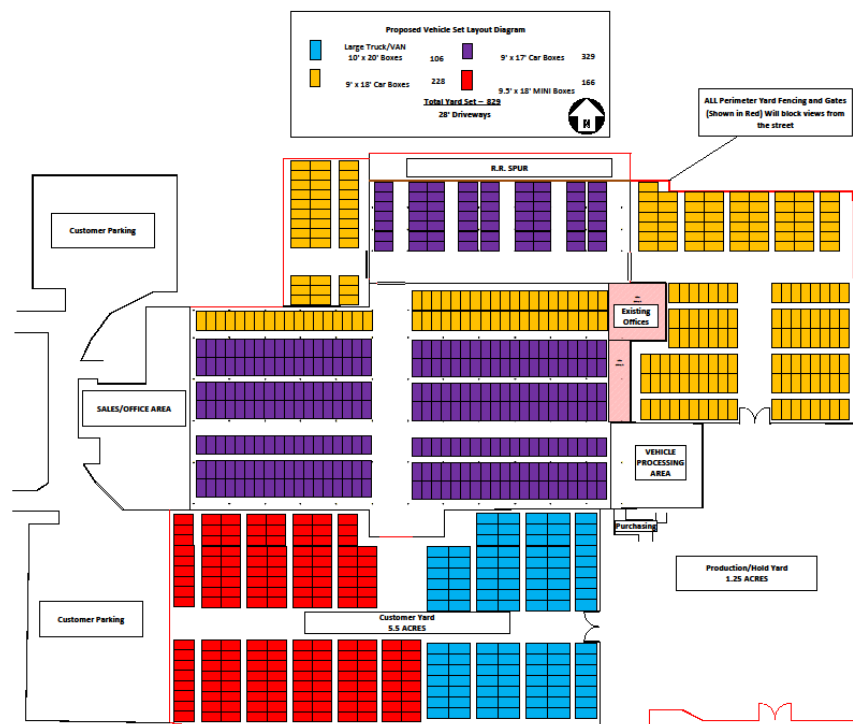 Proposed Vehicle Set Layout Diagram
Large Truck/VAN
10' x 20' Boxes 106
9' x 17' Car Boxes 329
9' x 18' Car Boxes 228
9.5' x 18' MINI Boxes 166
Total Yard Set – 829
28' Driveways
N
ALL Perimeter Yard Fencing and Gates
(Shown in Red) Will block views from
the street
R.R. SPUR
Customer Parking
Existing
Offices
SALES/OFFICE AREA
VEHICLE
PROCESSING
AREA
Purchasing
Production/Hold Yard
1.25 ACRES
Customer Parking
Customer Yard
5.5 ACRES